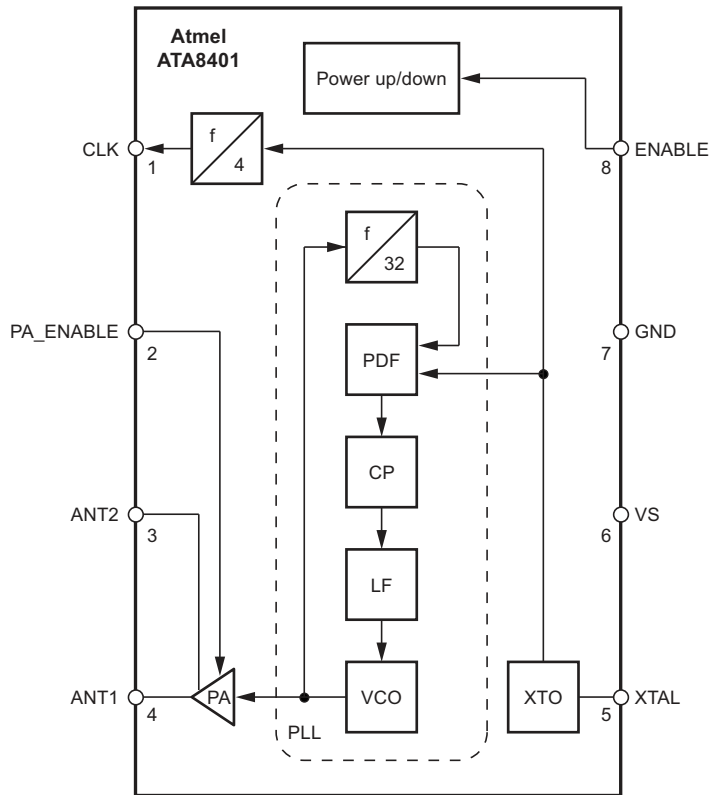 Atmel
ATA8401
Power up/down
CLK
1
f
4
ENABLE
8
f
32
PA_ENABLE
2
PDF
GND
7
CP
ANT2
3
VS
6
LF
ANT1
4
PA
VCO
XTO
XTAL
5
PLL